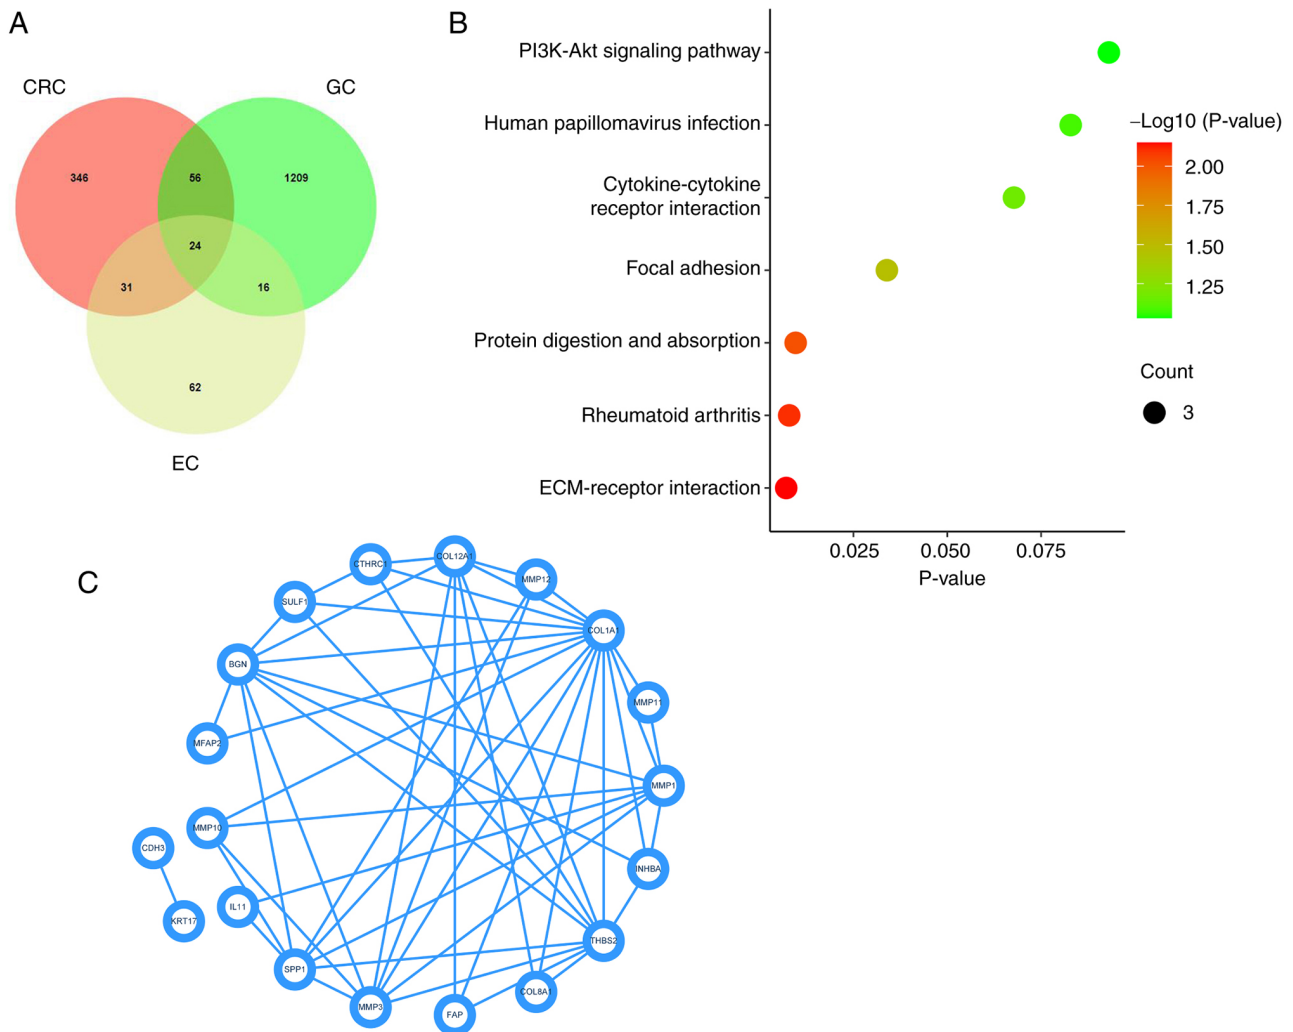 A
CRC
GC
346
56
1209
24
31
16
62
EC
B
PI3K-Akt signaling pathway
Human papillomavirus infection
Cytokine-cytokine
receptor interaction
Focal adhesion
Protein digestion and absorption
Rheumatoid arthritis
ECM-receptor interaction
0.025
0.050
0.075
P-value
–Log10 (P-value)
2.00
1.75
1.50
1.25
Count
3
C
COL12A1
CTHRC1
MMP12
SULF1
COL1A1
BGN
MMP11
MFAP2
MMP1
MMP10
CDH3
INHBA
IL11
KRT17
THBS2
SPP1
COL8A1
MMP3
FAP